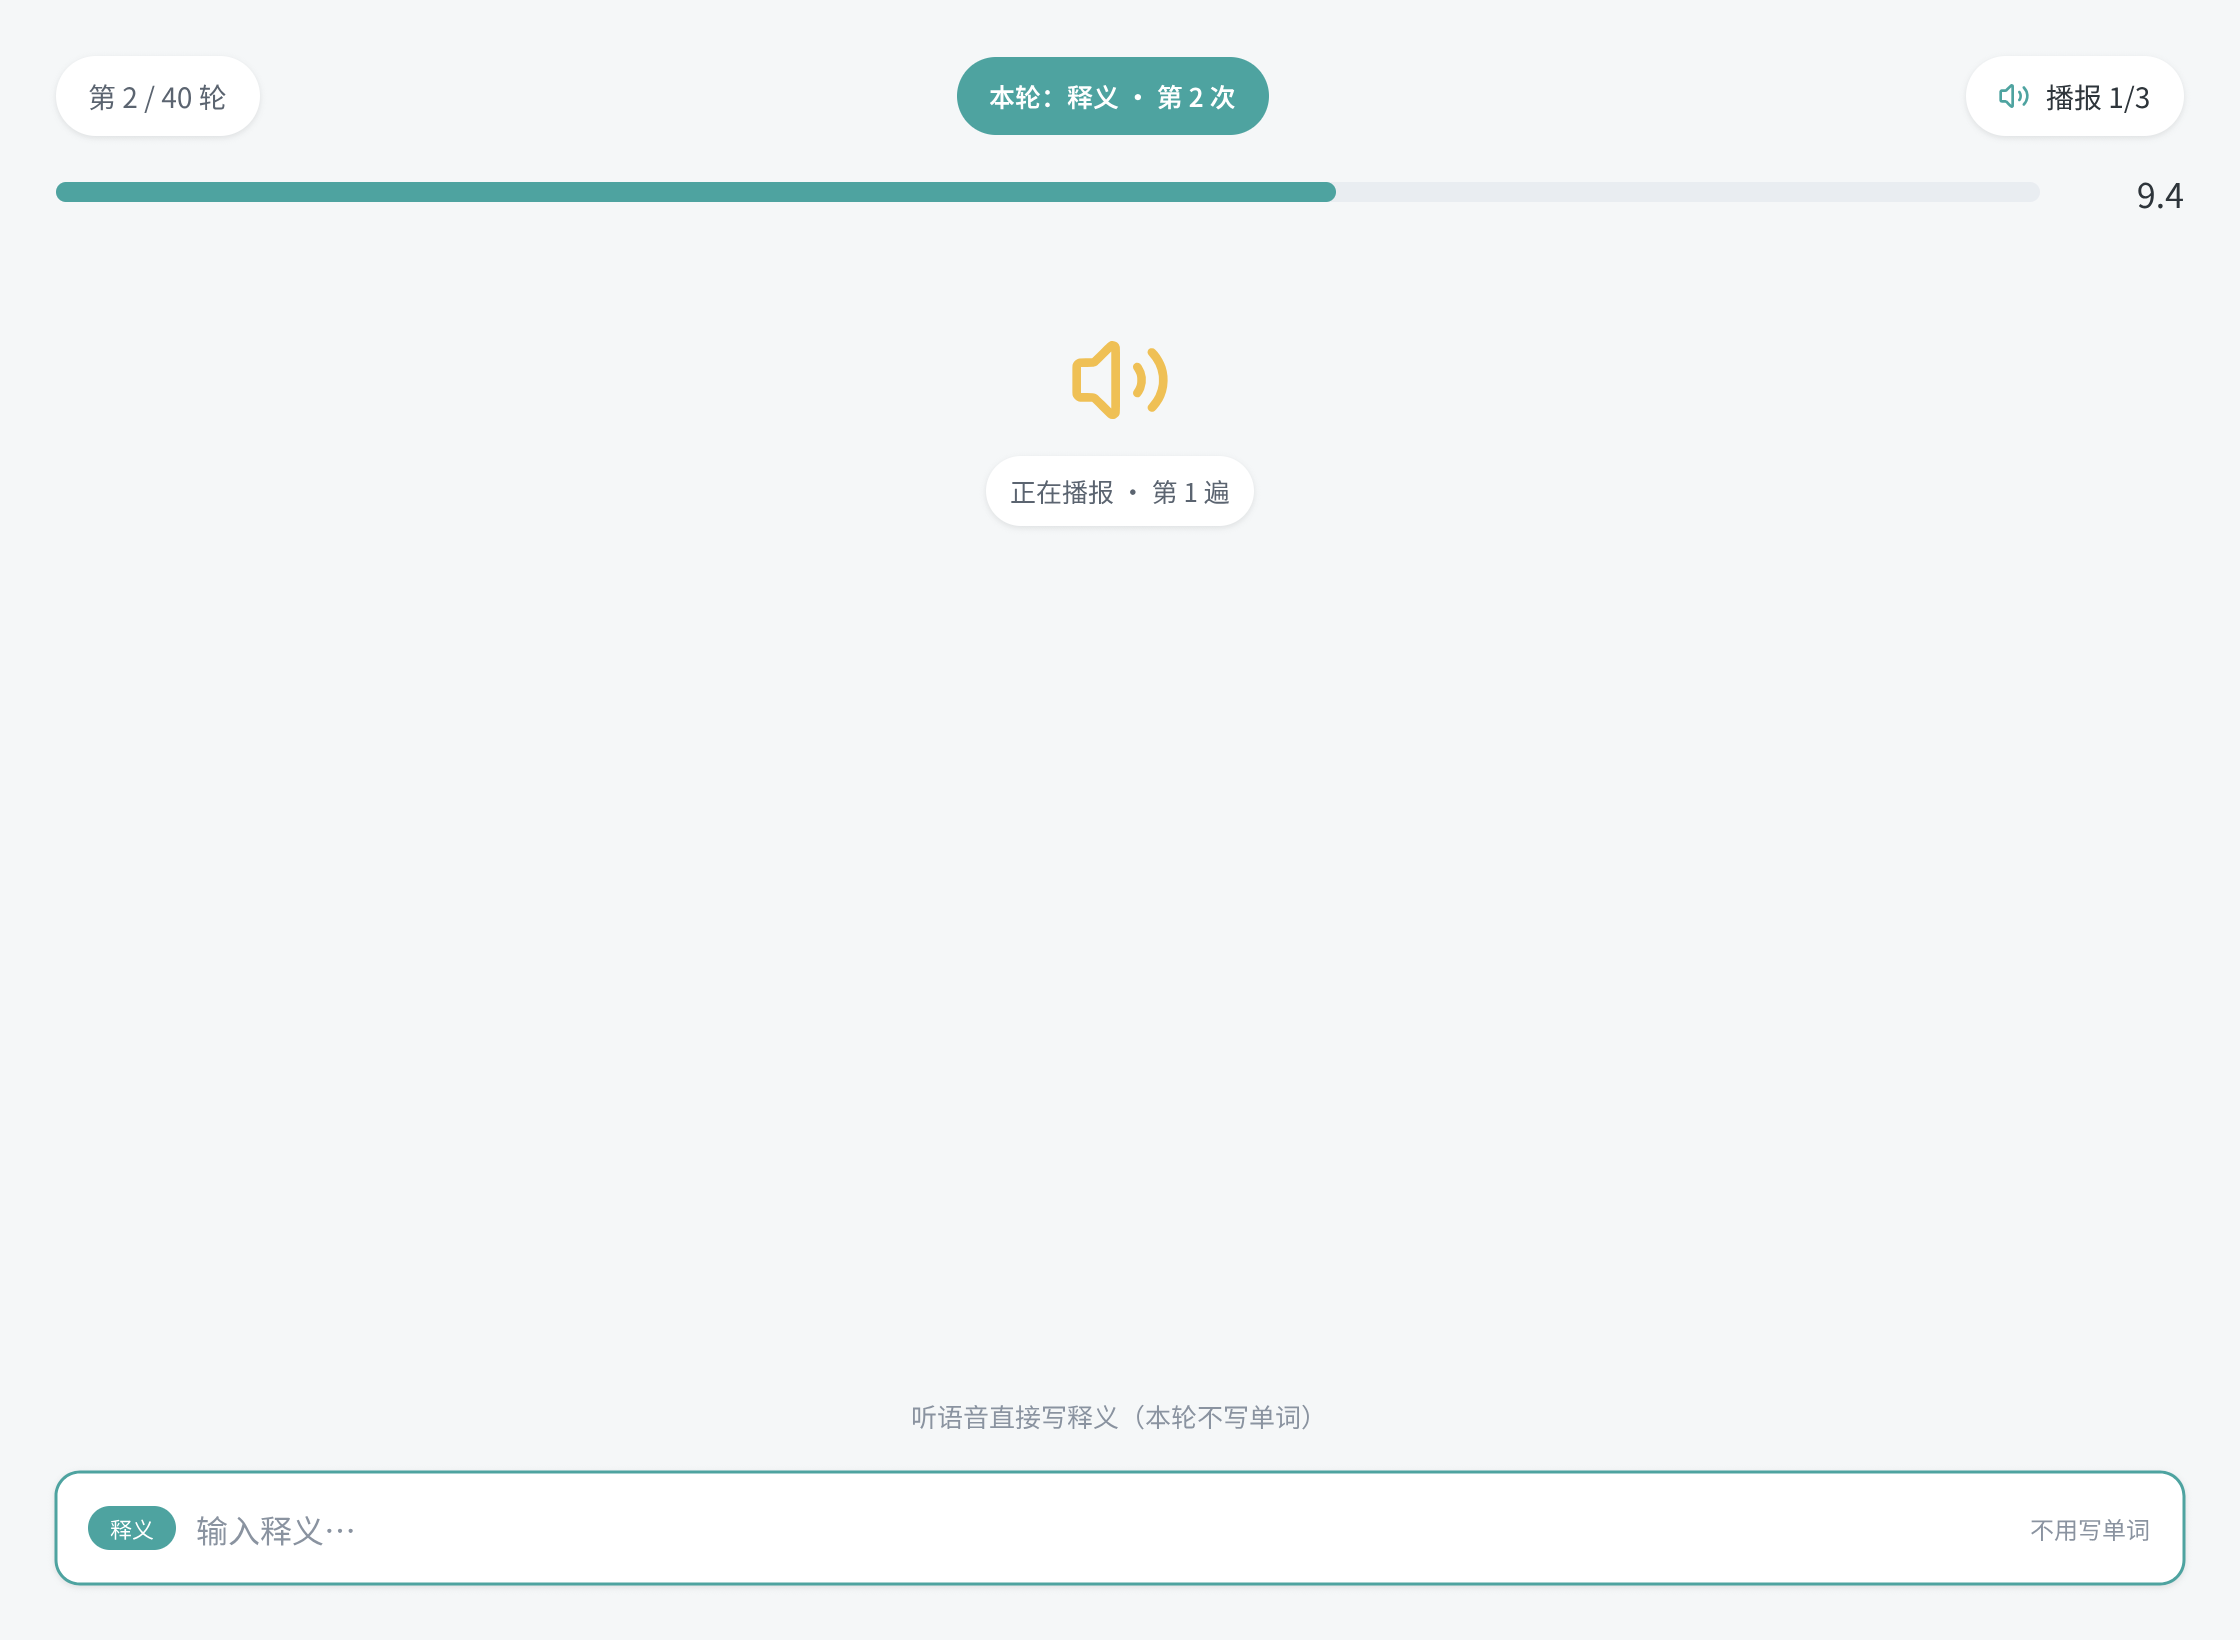 第 2 / 40 轮
本轮：释义 · 第 2 次
播报 1/3
9.4
正在播报 · 第 1 遍
听语音直接写释义（本轮不写单词）
释义
输入释义…
不用写单词